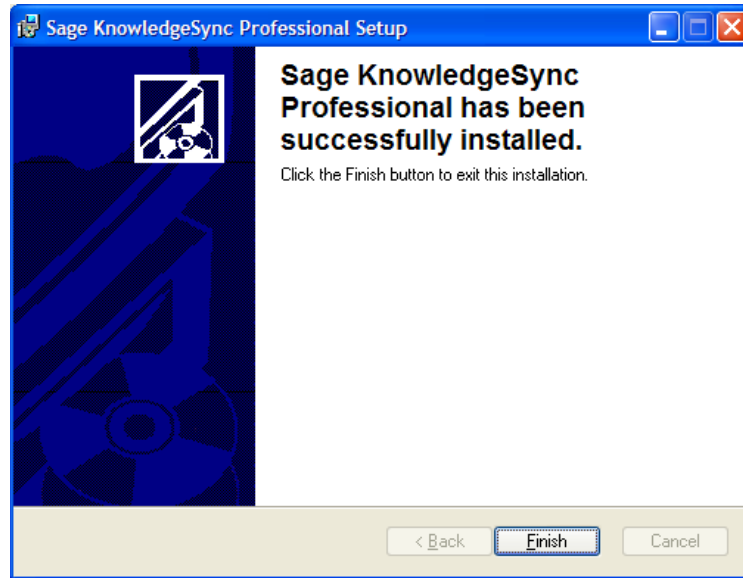 Sage KnowledgeSync Professional Setup
Sage KnowledgeSync
Professional has been
successfully installed.
Click the Finish button to exit this installation.
< Back
Finish
Cancel